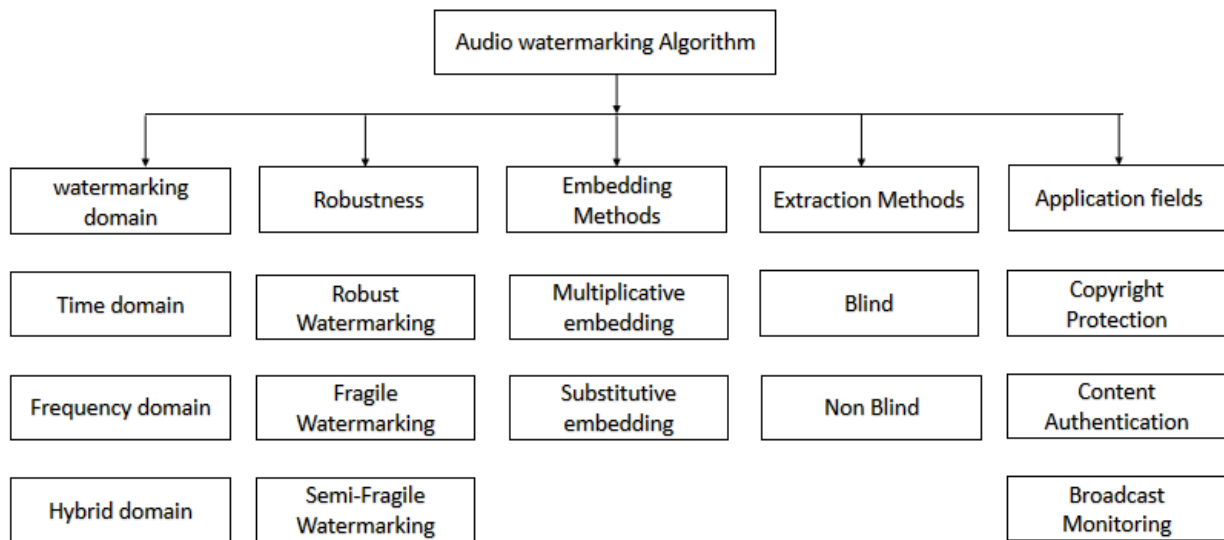 Audio watermarking Algorithm
watermarking
domain
Robustness
Embedding
Methods
Extraction Methods
Application fields
Time domain
Robust
Watermarking
Multiplicative
embedding
Blind
Copyright
Protection
Frequency domain
Fragile
Watermarking
Substitutive
embedding
Non Blind
Content
Authentication
Hybrid domain
Semi-Fragile
Watermarking
Broadcast
Monitoring